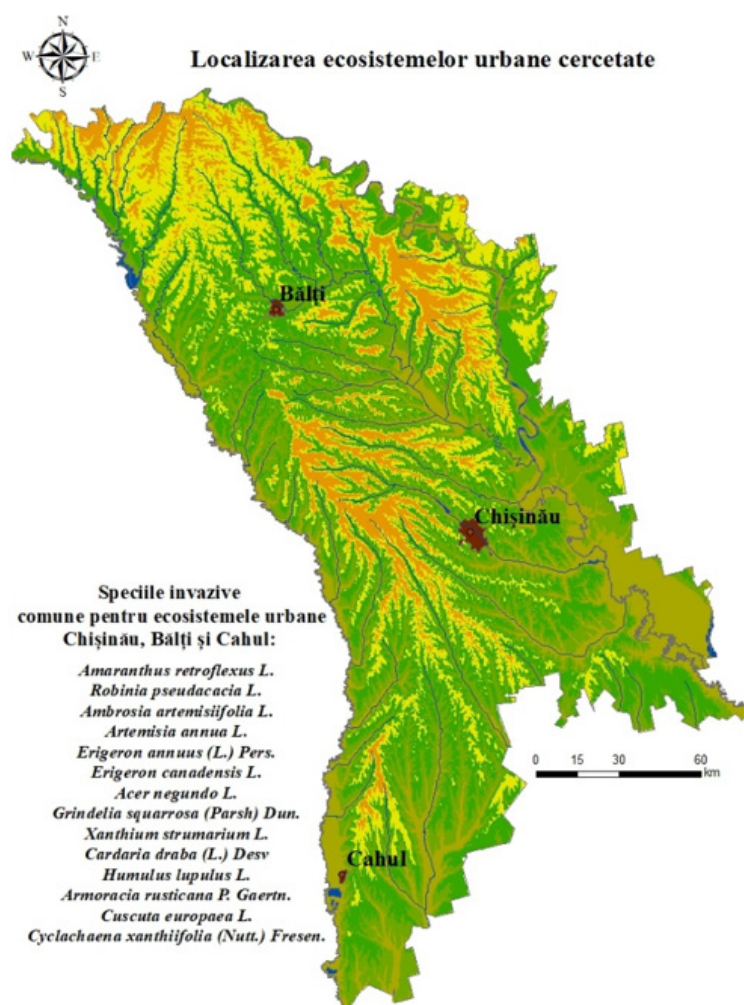 N
W E
S
Localizarea ecosistemelor urbane cercetate
Bălți
Chișinău
Speciile invazive
comune pentru ecosistemele urbane
Chișinău, Bălți și Cahul:
Amaranthus retroflexus L.
Robinia pseudacacia L.
Ambrosia artemisiifolia L.
Artemisia annua L.
Erigeron annuus (L.) Pers.
Erigeron canadensis L.
Acer negundo L.
Grindelia squarrosa (Parsh) Dun.
Xanthium strumarium L.
Cardaria draba (L.) Desv
Humulus lupulus L.
Armoracia rusticana P. Gaertn.
Cuscuta europaea L.
Cyclachaena xanthiifolia (Nutt.) Fresen.
0 15 30 60
km
Cahul